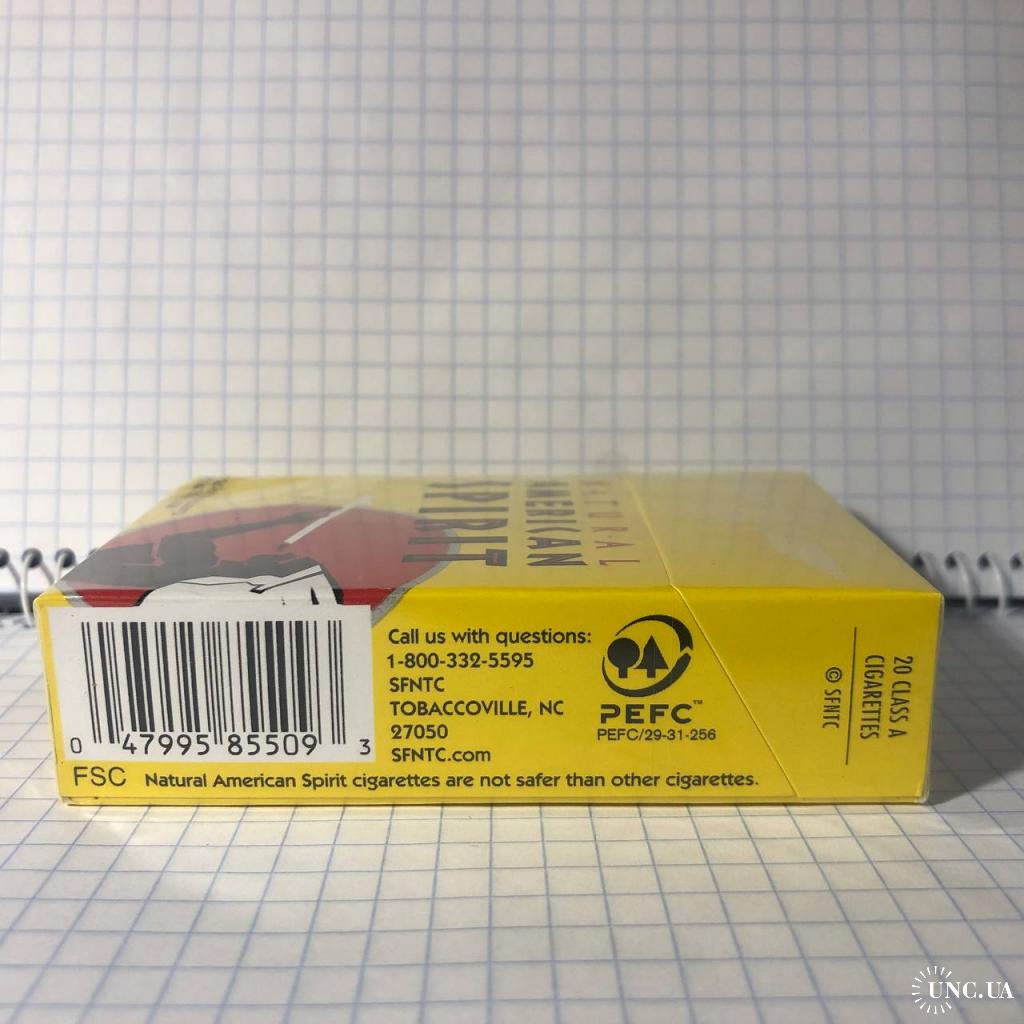 NATURAL
AMERICAN
SPIRIT
0 47995 85509 3
Call us with questions:
1-800-332-5595
SFNTC
TOBACCOVILLE, NC
27050
SFNTC.com
PEFC™
PEFC/29-31-256
20 CLASS A
CIGARETTES
© SFNTC
FSC Natural American Spirit cigarettes are not safer than other cigarettes.
UNC.UA